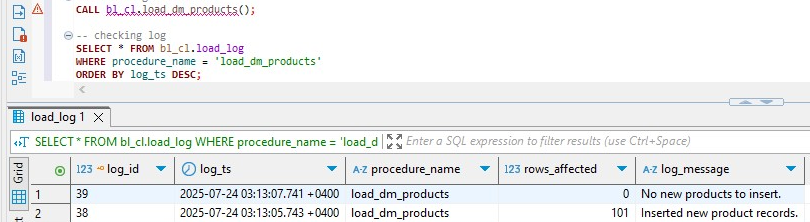 CALL bl_cl.load_dm_products();
-- checking log
SELECT * FROM bl_cl.load_log
WHERE procedure_name = 'load_dm_products'
ORDER BY log_ts DESC;
load_log 1
SELECT * FROM bl_cl.load_log WHERE procedure_name = 'load_d
Enter a SQL expression to filter results (use Ctrl+Space)
Grid
123 log_id log_ts A-Z procedure_name 123 rows_affected A-Z log_message
1 39 2025-07-24 03:13:07.741 +0400 load_dm_products 0 No new products to insert.
2 38 2025-07-24 03:13:05.743 +0400 load_dm_products 101 Inserted new product records.